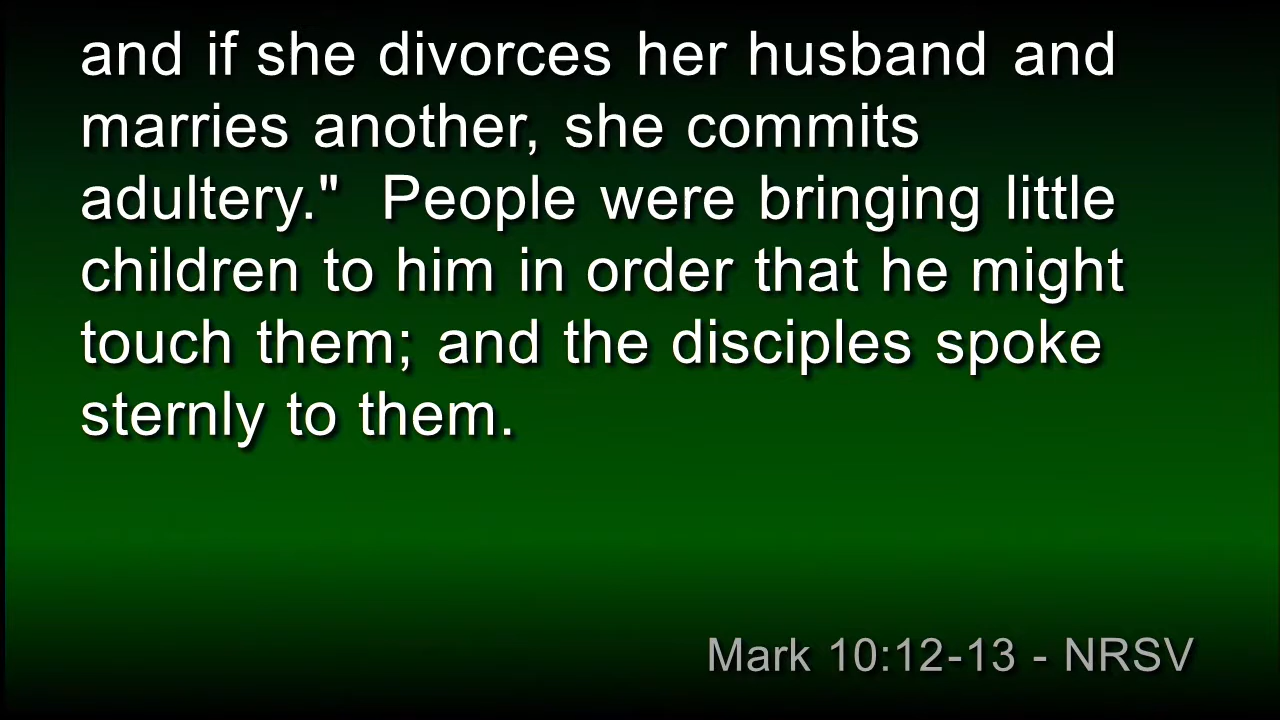 and if she divorces her husband and
marries another, she commits
adultery."  People were bringing little
children to him in order that he might
touch them; and the disciples spoke
sternly to them.
Mark 10:12-13 - NRSV